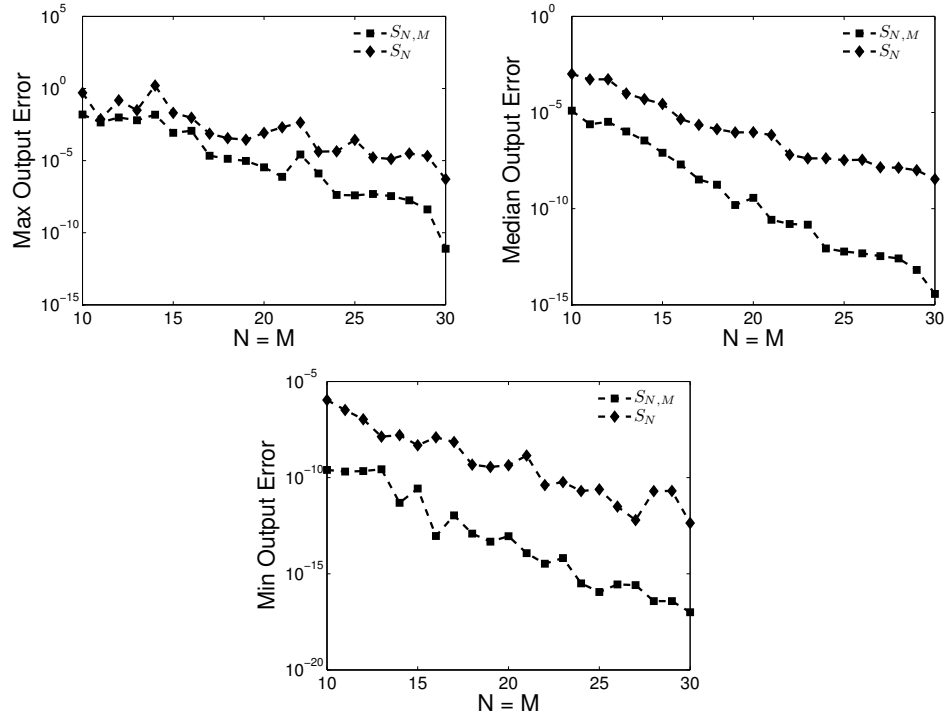 Max Output Error
10^5
10^0
10^−5
10^−10
10^−15
10 15 20 25 30
N = M
S_{N,M}
S_N
Median Output Error
10^0
10^−5
10^−10
10^−15
10 15 20 25 30
N = M
S_{N,M}
S_N
Min Output Error
10^−5
10^−10
10^−15
10^−20
10 15 20 25 30
N = M
S_{N,M}
S_N